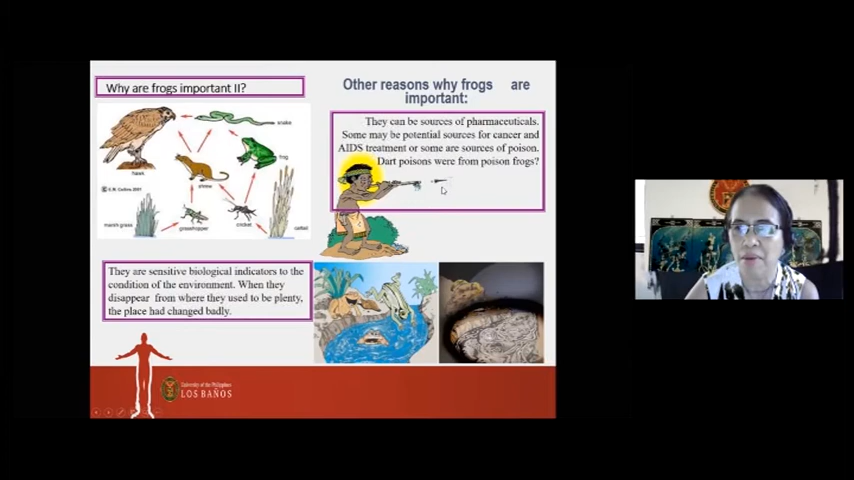 Why are frogs important II?
snake
frog
hawk
shrew
© E.M. Collins 2001
marsh grass
grasshopper
cricket
cattail
They are sensitive biological indicators to the
condition of the environment. When they
disappear from where they used to be plenty,
the place had changed badly.
Other reasons why frogs are
important:
They can be sources of pharmaceuticals.
Some may be potential sources for cancer and
AIDS treatment or some are sources of poison.
Dart poisons were from poison frogs?
University of the Philippines
LOS BAÑOS